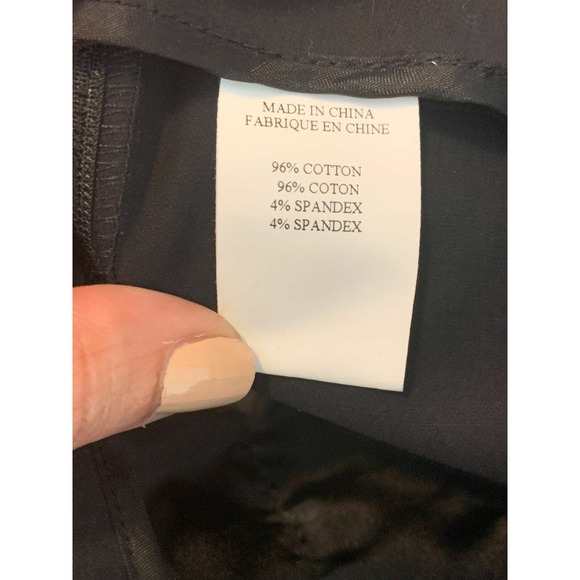 MADE IN CHINA
FABRIQUE EN CHINE
96% COTTON
96% COTON
4% SPANDEX
4% SPANDEX